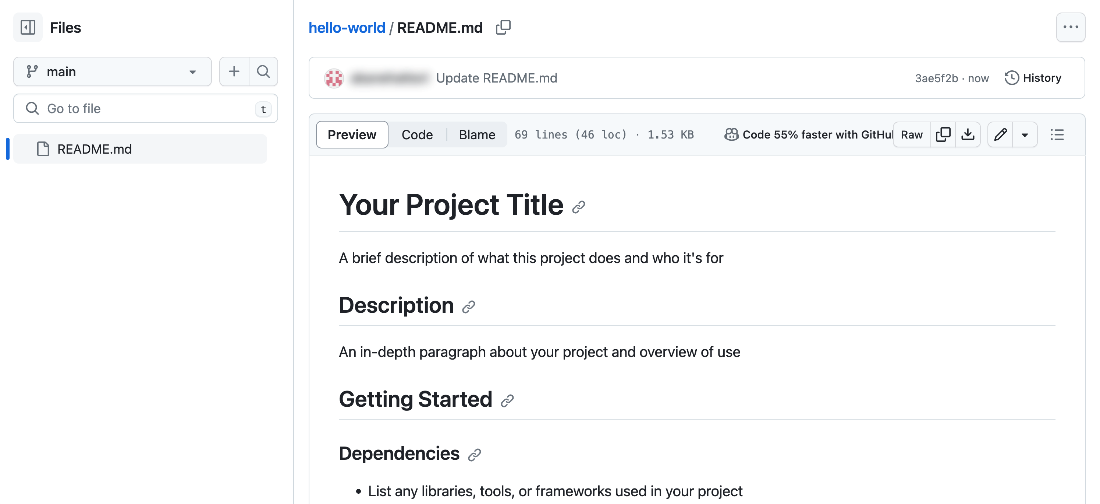 Files
main
Go to file
t
README.md
hello-world / README.md
Update README.md
3ae5f2b · now
History
Preview
Code
Blame
69 lines (46 loc) · 1.53 KB
Code 55% faster with GitHu
Raw
Your Project Title
A brief description of what this project does and who it's for
Description
An in-depth paragraph about your project and overview of use
Getting Started
Dependencies
• List any libraries, tools, or frameworks used in your project